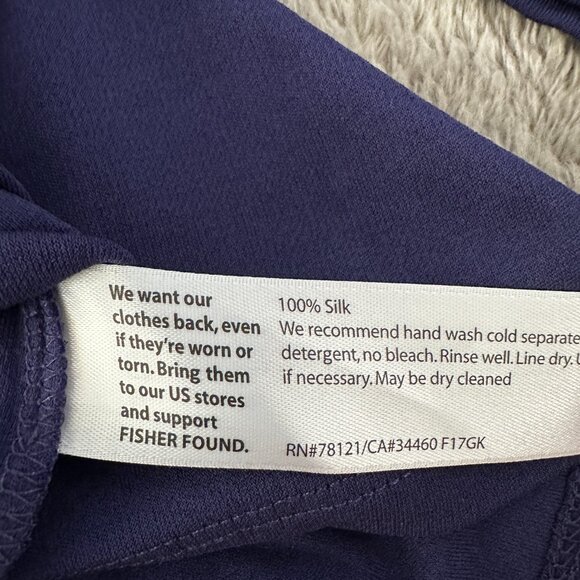 We want our
clothes back, even
if they're worn or
torn. Bring them
to our US stores
and support
FISHER FOUND.
100% Silk
We recommend hand wash cold separate
detergent, no bleach. Rinse well. Line dry.
if necessary. May be dry cleaned
RN#78121/CA#34460 F17GK